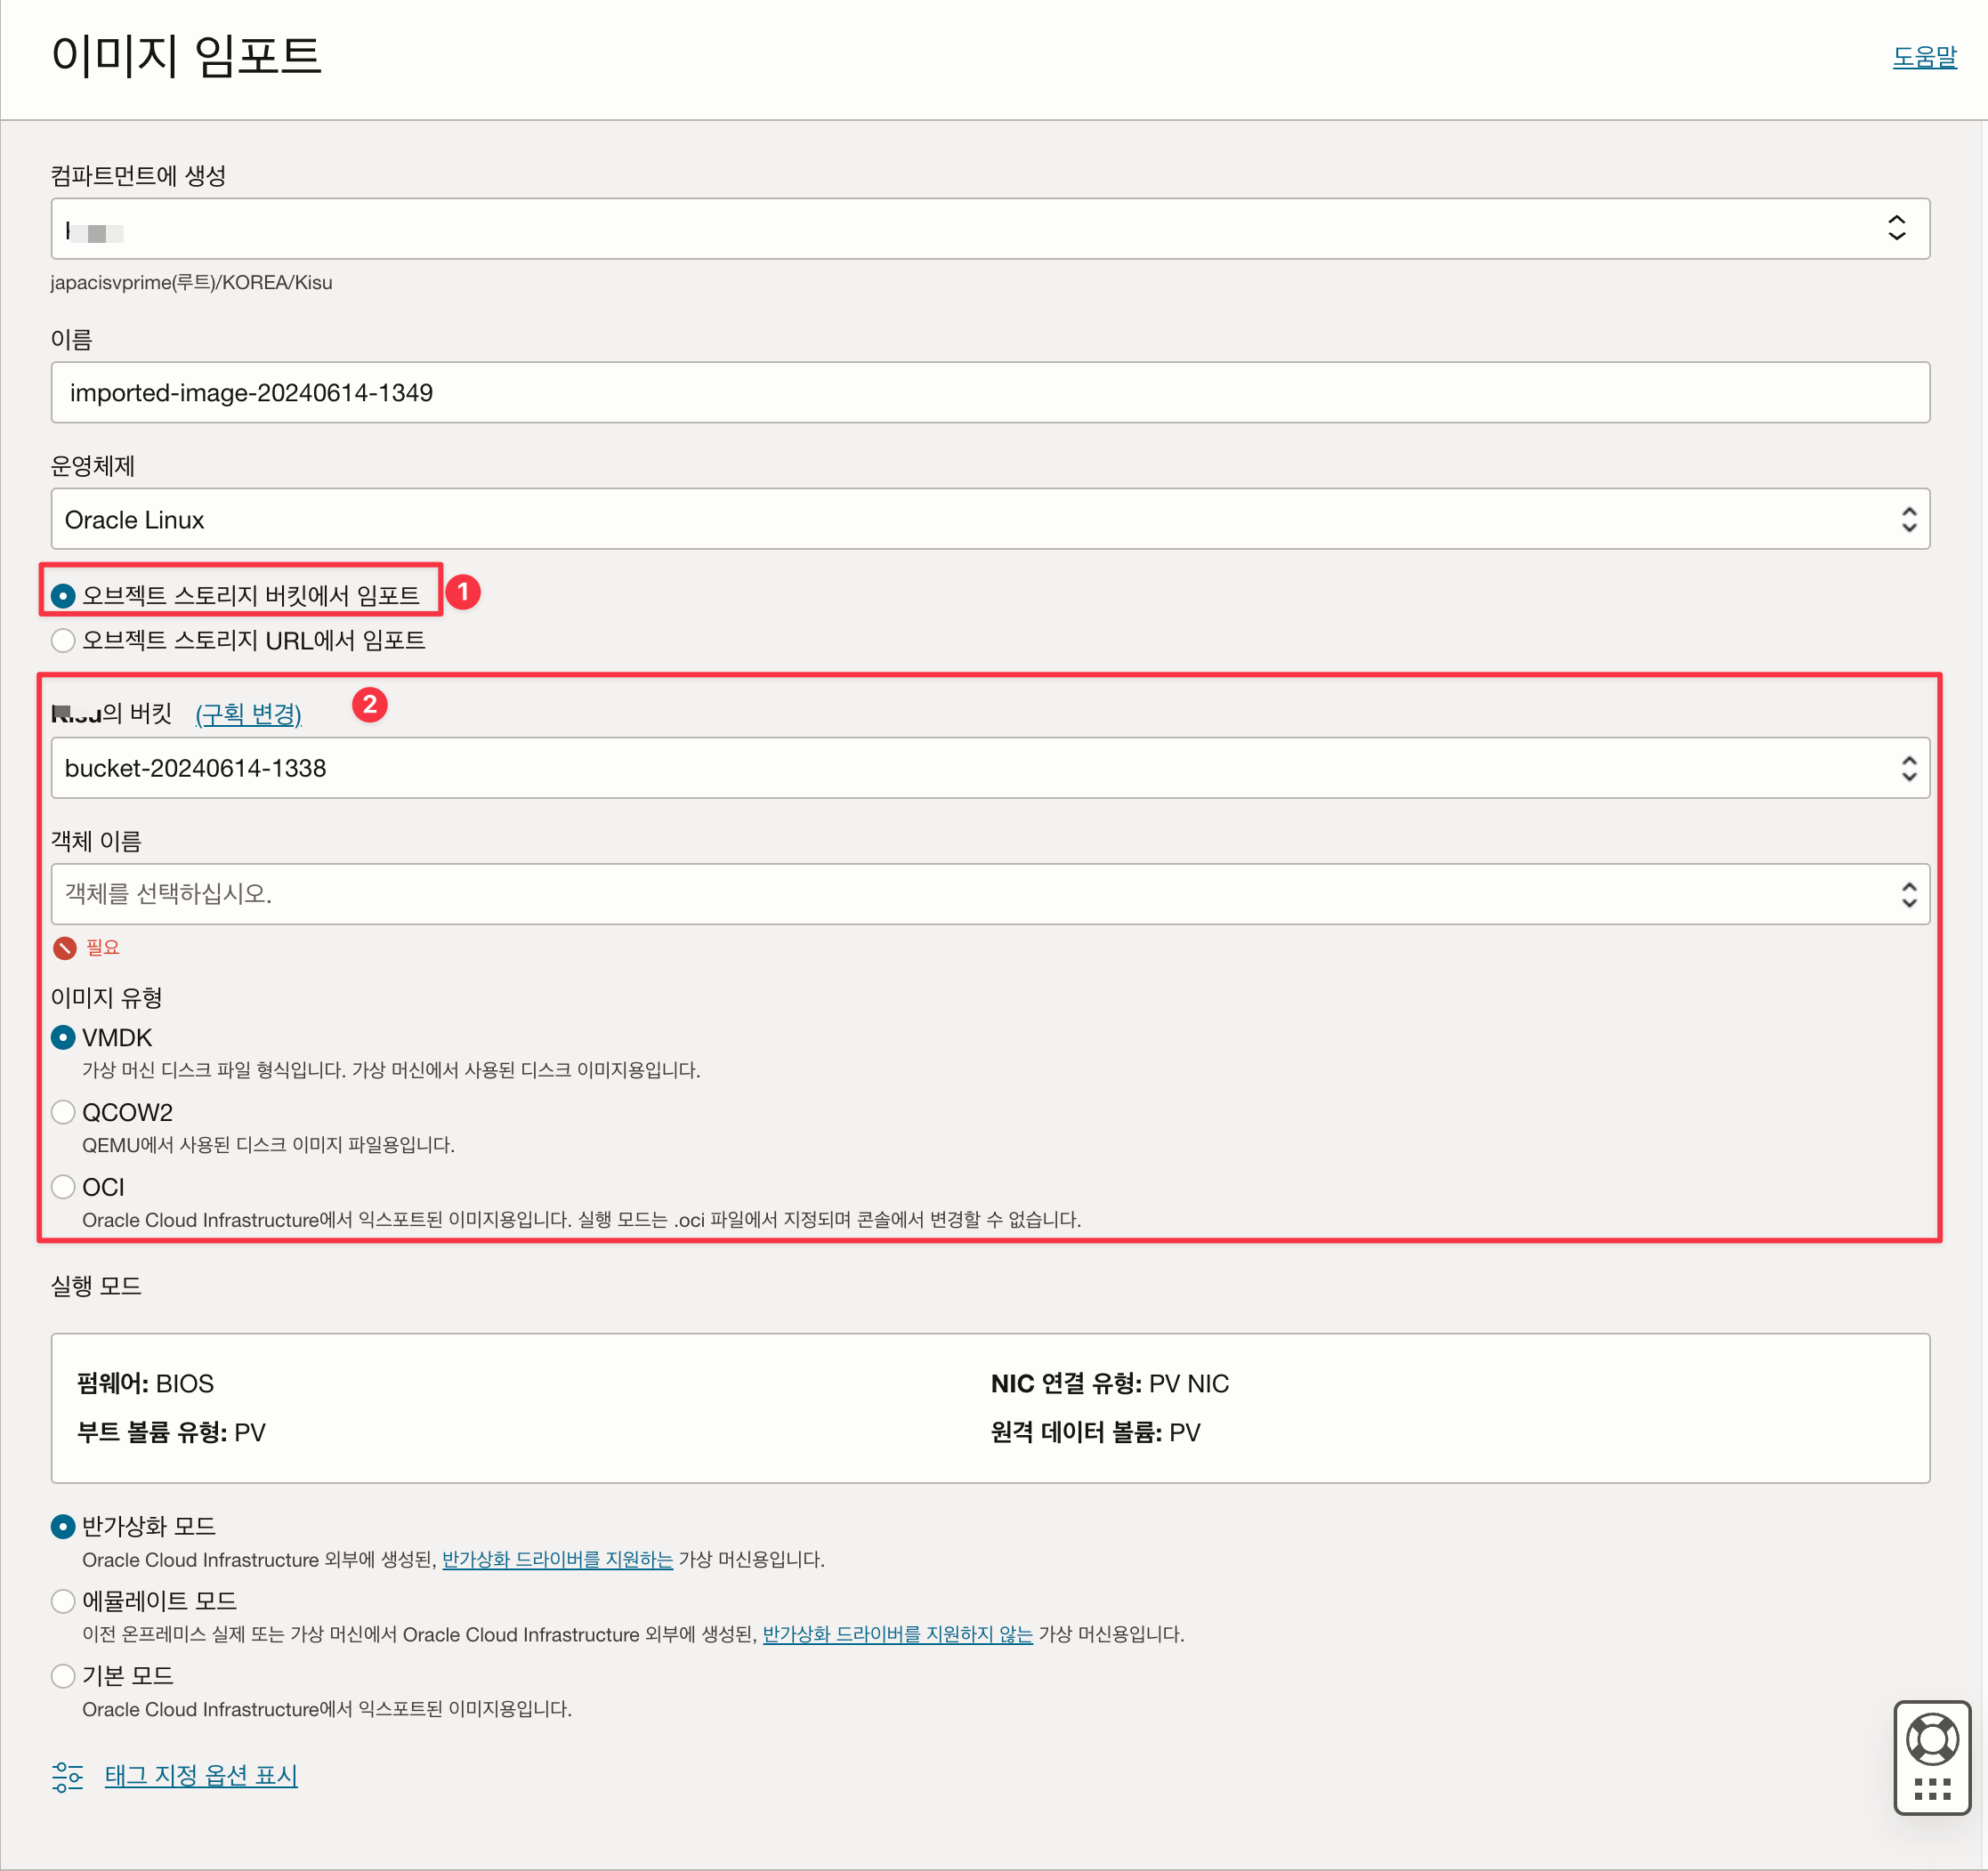 이미지 임포트
도움말
컴파트먼트에 생성
japacisvprime(루트)/KOREA/Kisu
이름
imported-image-20240614-1349
운영체제
Oracle Linux
오브젝트 스토리지 버킷에서 임포트 1
오브젝트 스토리지 URL에서 임포트
의 버킷 (구획 변경) 2
bucket-20240614-1338
객체 이름
객체를 선택하십시오.
필요
이미지 유형
VMDK
가상 머신 디스크 파일 형식입니다. 가상 머신에서 사용된 디스크 이미지용입니다.
QCOW2
QEMU에서 사용된 디스크 이미지 파일용입니다.
OCI
Oracle Cloud Infrastructure에서 익스포트된 이미지용입니다. 실행 모드는 .oci 파일에서 지정되며 콘솔에서 변경할 수 없습니다.
실행 모드
펌웨어: BIOS
NIC 연결 유형: PV NIC
부트 볼륨 유형: PV
원격 데이터 볼륨: PV
반가상화 모드
Oracle Cloud Infrastructure 외부에 생성된, 반가상화 드라이버를 지원하는 가상 머신용입니다.
에뮬레이트 모드
이전 온프레미스 실제 또는 가상 머신에서 Oracle Cloud Infrastructure 외부에 생성된, 반가상화 드라이버를 지원하지 않는 가상 머신용입니다.
기본 모드
Oracle Cloud Infrastructure에서 익스포트된 이미지용입니다.
태그 지정 옵션 표시